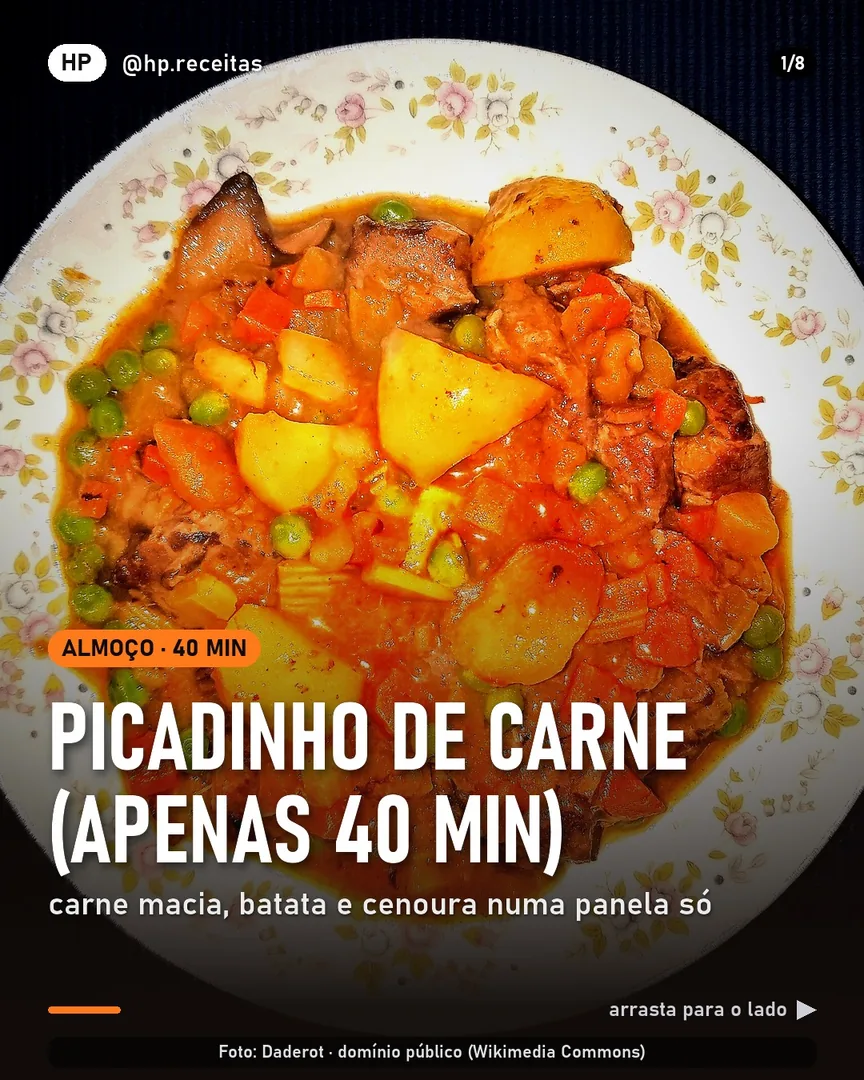 HP @hp.receitas
1/8
ALMOÇO · 40 MIN
PICADINHO DE CARNE
(APENAS 40 MIN)
carne macia, batata e cenoura numa panela só
arrasta para o lado ▶
Foto: Daderot · domínio público (Wikimedia Commons)